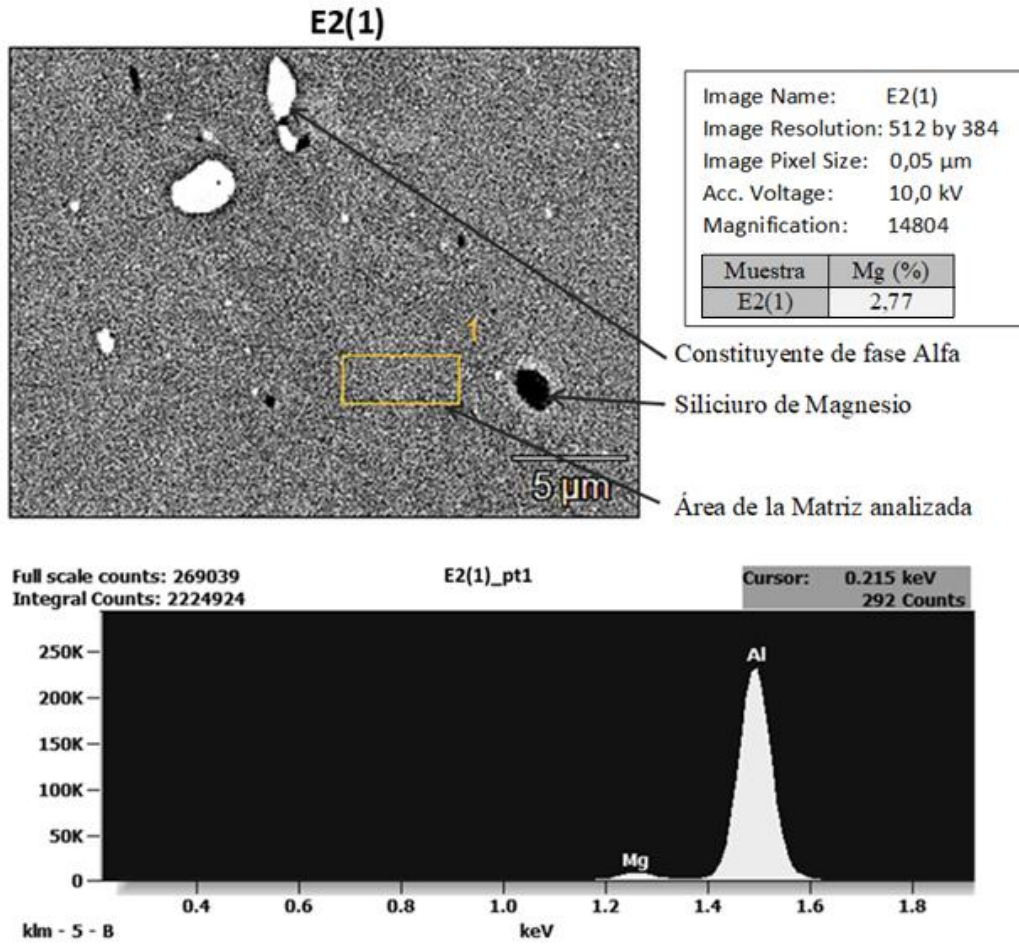 E2(1)
Image Name: E2(1)
Image Resolution: 512 by 384
Image Pixel Size: 0,05 µm
Acc. Voltage: 10,0 kV
Magnification: 14804
Muestra Mg (%)
E2(1) 2,77
1
Constituyente de fase Alfa
Siliciuro de Magnesio
5 µm
Área de la Matriz analizada
Full scale counts: 269039 E2(1)_pt1 Cursor: 0.215 keV
Integral Counts: 2224924 292 Counts
250K
Al
200K
150K
100K
50K
Mg
0
0.4 0.6 0.8 1.0 1.2 1.4 1.6 1.8
klm - 5 - B keV